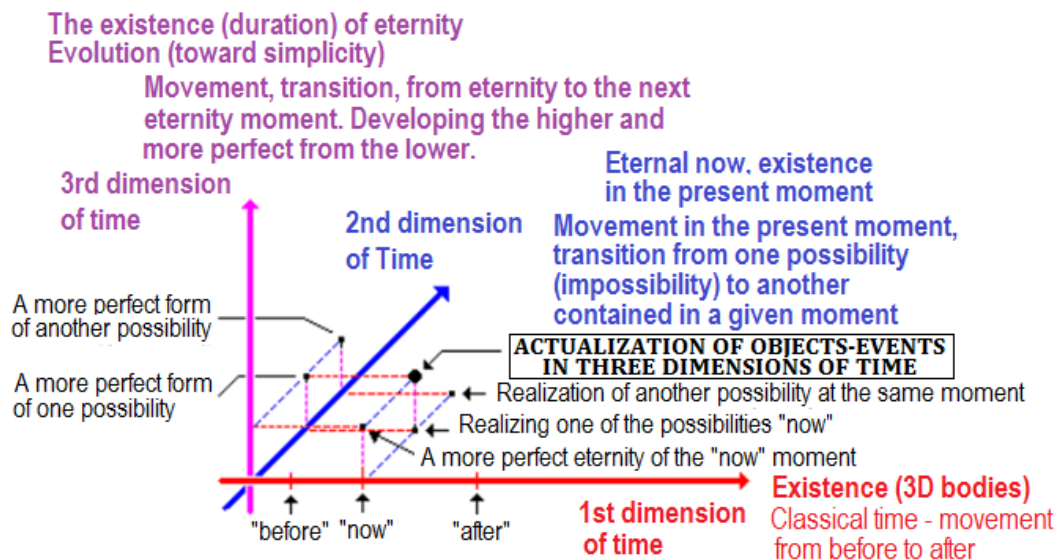 The existence (duration) of eternity
Evolution (toward simplicity)
Movement, transition, from eternity to the next
eternity moment. Developing the higher and
more perfect from the lower.
3rd dimension
of time
Eternal now, existence
in the present moment
2nd dimension
of Time
Movement in the present moment,
transition from one possibility
(impossibility) to another
contained in a given moment
A more perfect form
of another possibility
ACTUALIZATION OF OBJECTS-EVENTS
IN THREE DIMENSIONS OF TIME
A more perfect form
of one possibility
Realization of another possibility at the same moment
Realizing one of the possibilities "now"
A more perfect eternity of the "now" moment
"before"
"now"
"after"
1st dimension
of time
Existence (3D bodies)
Classical time - movement
from before to after